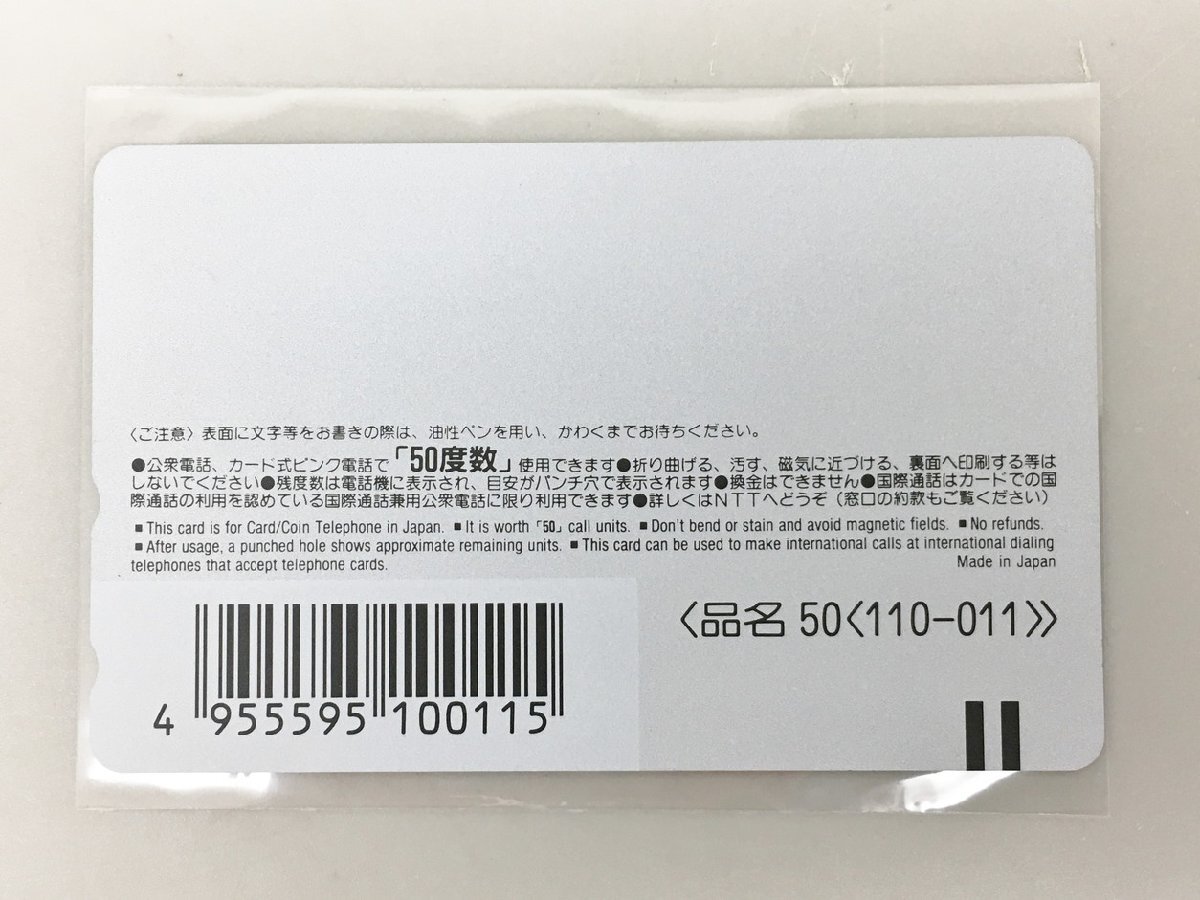 〈ご注意〉表面に文字等をお書きの際は、油性ペンを用い、かわくまでお待ちください。
●公衆電話、カード式ピンク電話で「50度数」使用できます●折り曲げる、汚す、磁気に近づける、裏面へ印刷する等は
しないでください●残度数は電話機に表示され、目安がパンチ穴で表示されます●換金はできません●国際通話はカードでの国
際通話の利用を認めている国際通話兼用公衆電話に限り利用できます●詳しくはNTTへどうぞ（窓口の約款もご覧ください）
■This card is for Card/Coin Telephone in Japan. ■It is worth「50」call units. ■Don't bend or stain and avoid magnetic fields. ■No refunds.
■After usage, a punched hole shows approximate remaining units. ■This card can be used to make international calls at international dialing
telephones that accept telephone cards. Made in Japan
〈品名 50〈110-011〉〉
4 955595 100115